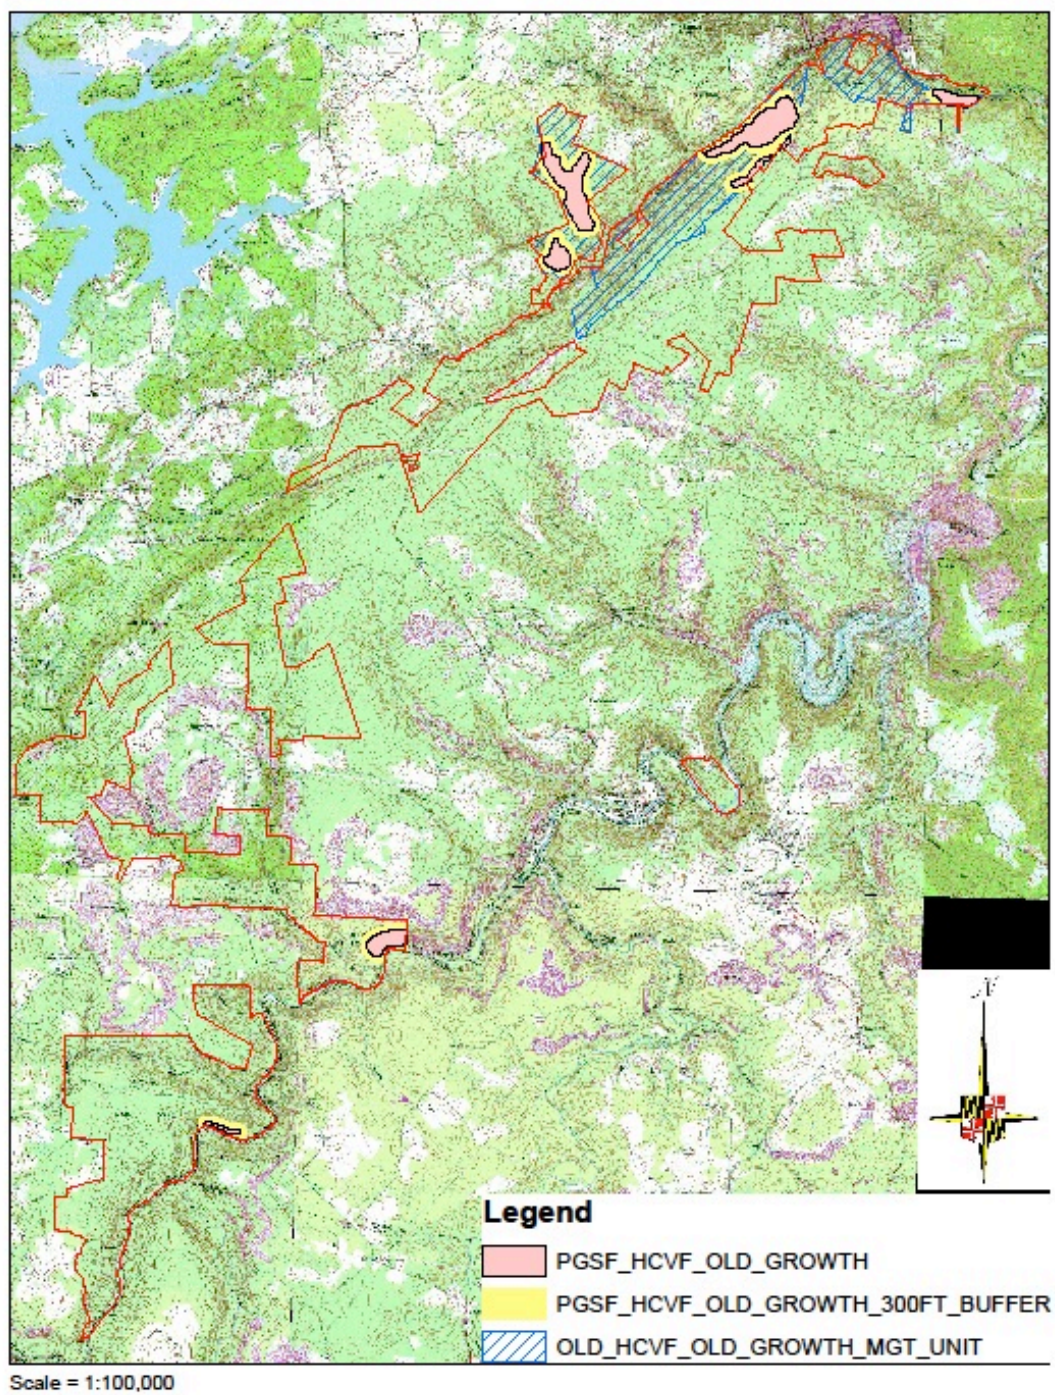 N
Legend
PGSF_HCVF_OLD_GROWTH
PGSF_HCVF_OLD_GROWTH_300FT_BUFFER
OLD_HCVF_OLD_GROWTH_MGT_UNIT
Scale = 1:100,000